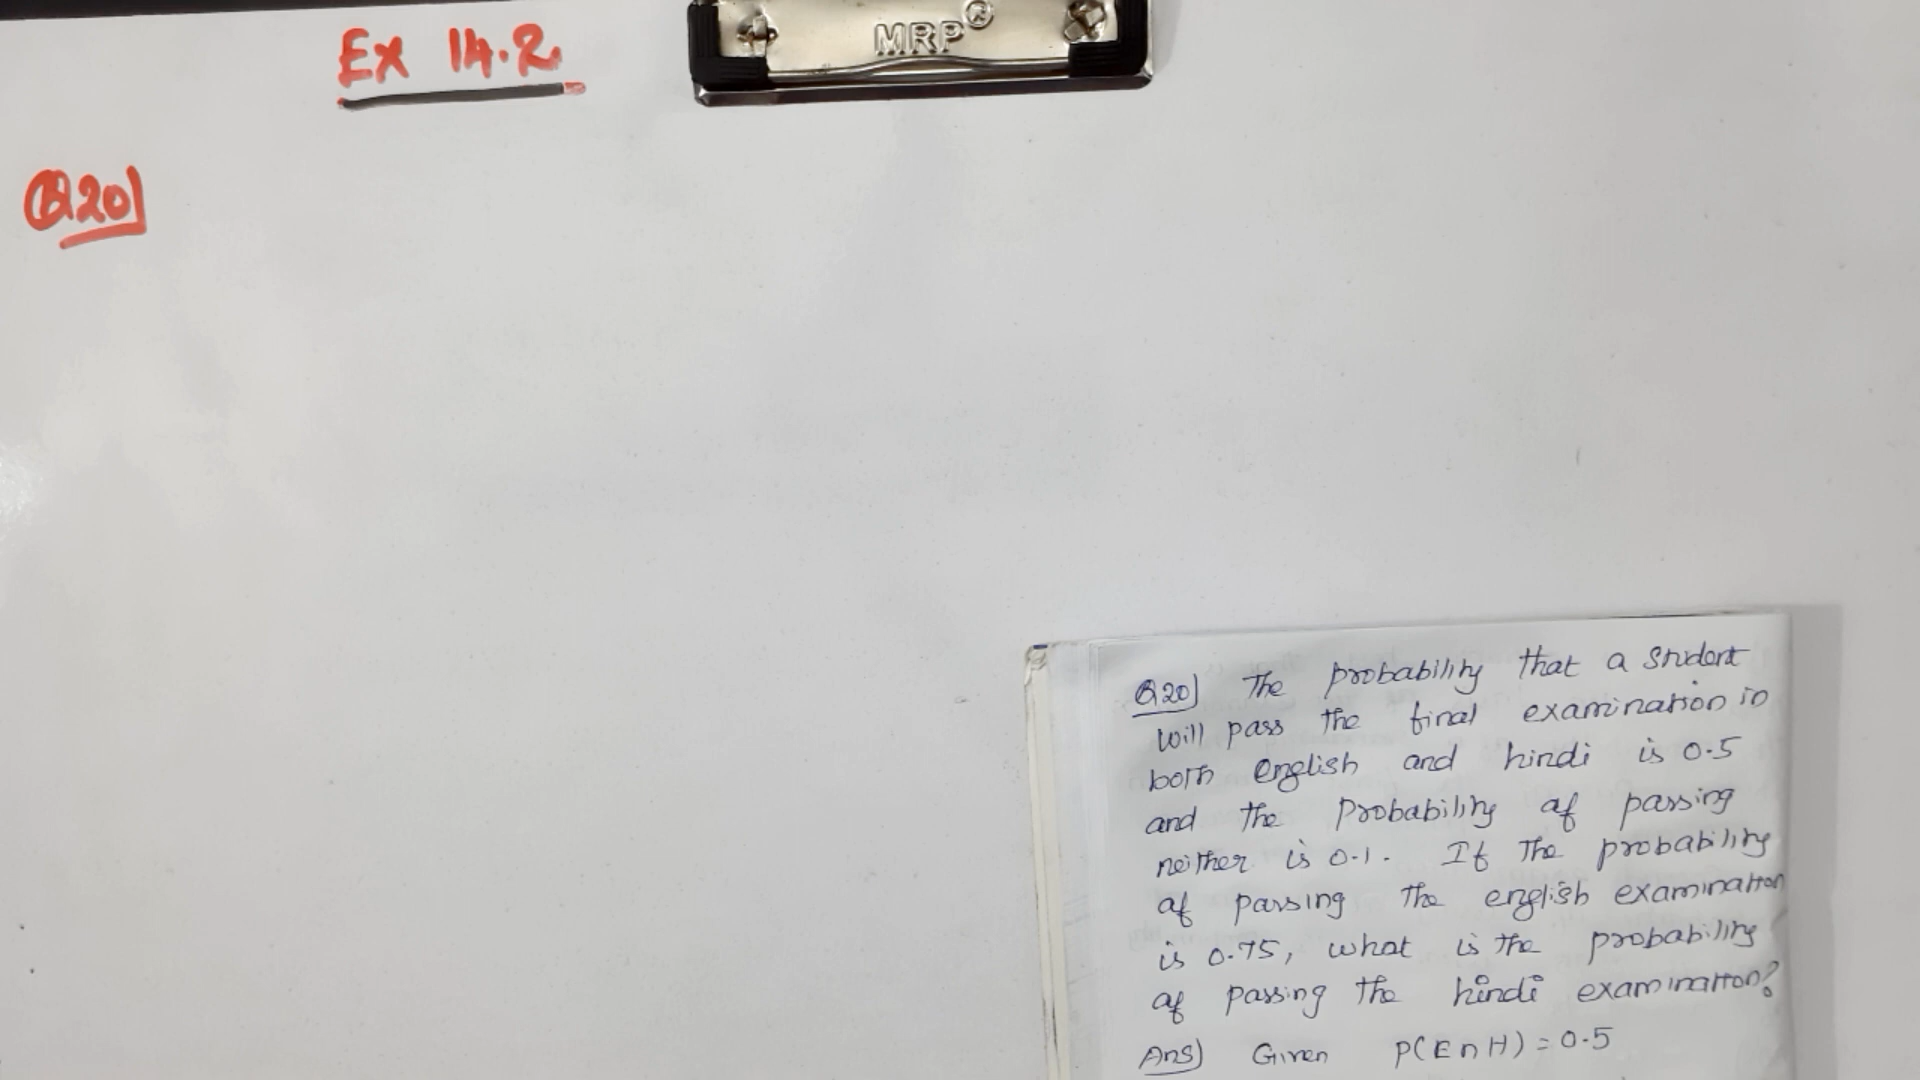 MRP®
Ex 14.2
Q20]
Q20] The probability that a student
will pass the final examination in
both english and hindi is 0.5
and the probability of passing
neither is 0.1. If the probability
of passing the english examination
is 0.75, what is the probability
of passing the hindi examination?
Ans) Given P(E∩H) = 0.5